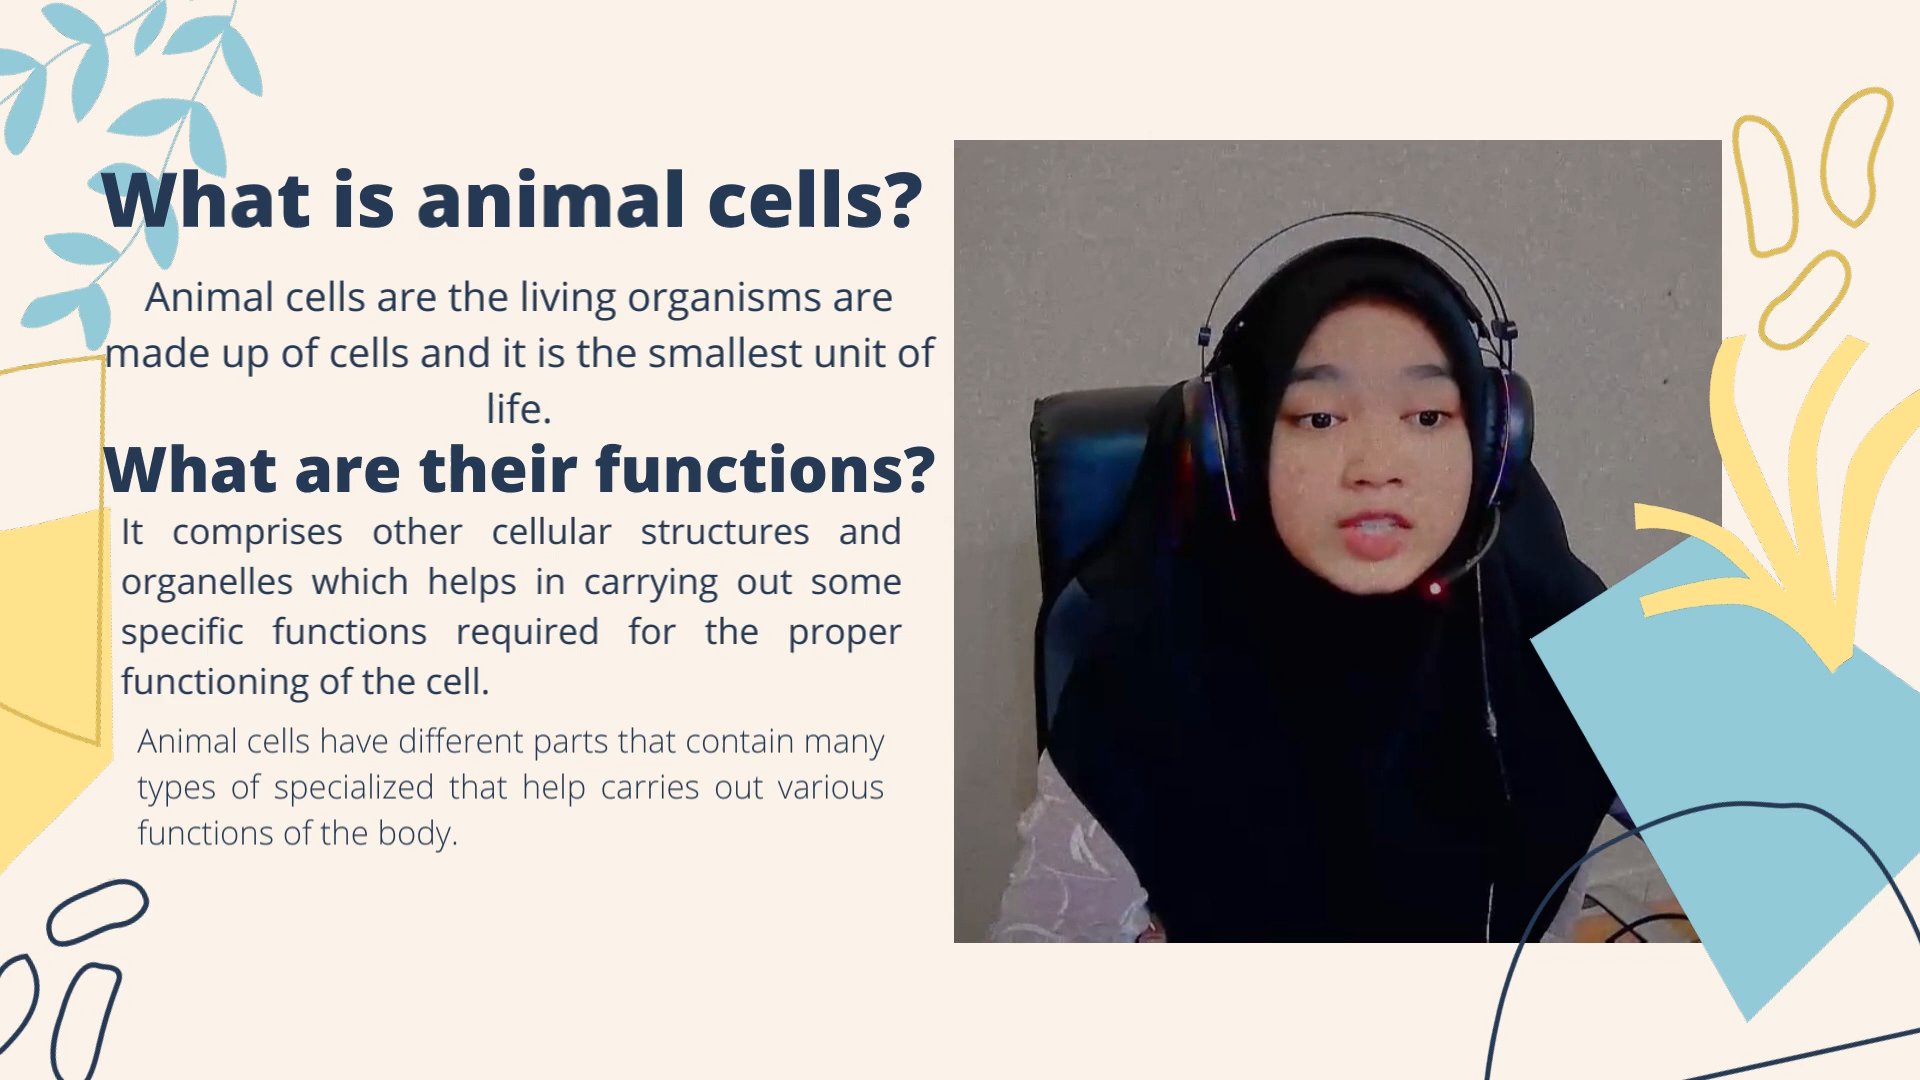 What is animal cells?
Animal cells are the living organisms are
made up of cells and it is the smallest unit of
life.
What are their functions?
It comprises other cellular structures and
organelles which helps in carrying out some
specific functions required for the proper
functioning of the cell.
Animal cells have different parts that contain many
types of specialized that help carries out various
functions of the body.